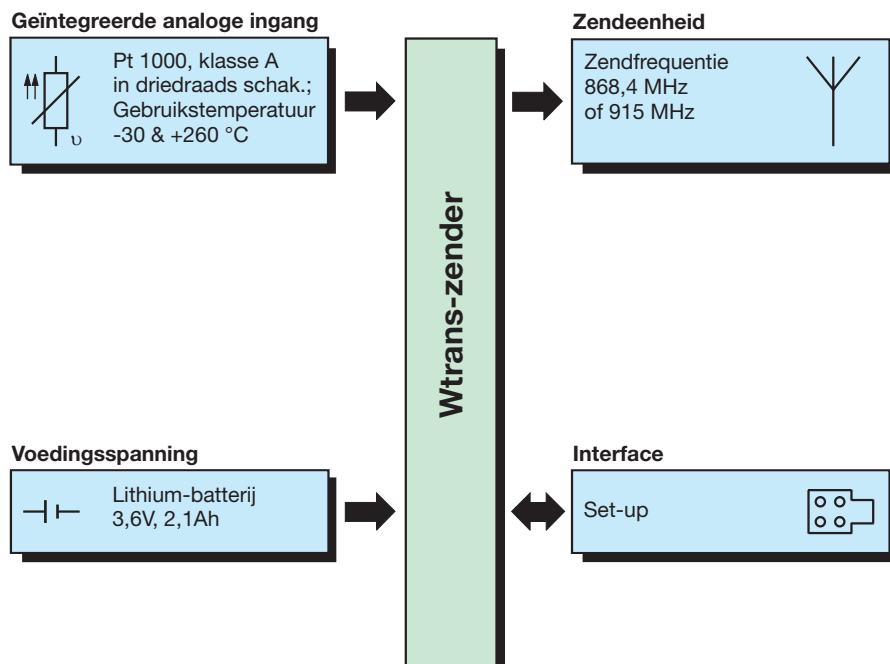 Geïntegreerde analoge ingang
Pt 1000, klasse A
in driedraads schak.;
Gebruikstemperatuur
-30 & +260 °C
υ
Wtrans-zender
Zendeenheid
Zendfrequentie
868,4 MHz
of 915 MHz
Voedingsspanning
Lithium-batterij
3,6V, 2,1Ah
Interface
Set-up